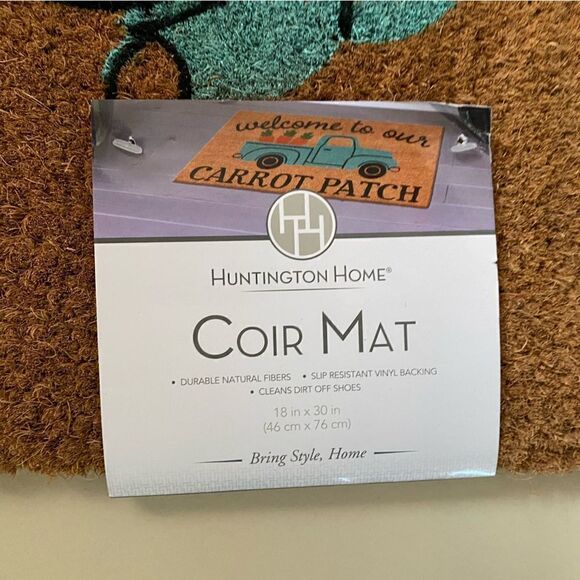 welcome to our
CARROT PATCH
HUNTINGTON HOME®
COIR MAT
• DURABLE NATURAL FIBERS • SLIP RESISTANT VINYL BACKING
• CLEANS DIRT OFF SHOES
18 in x 30 in
(46 cm x 76 cm)
Bring Style, Home